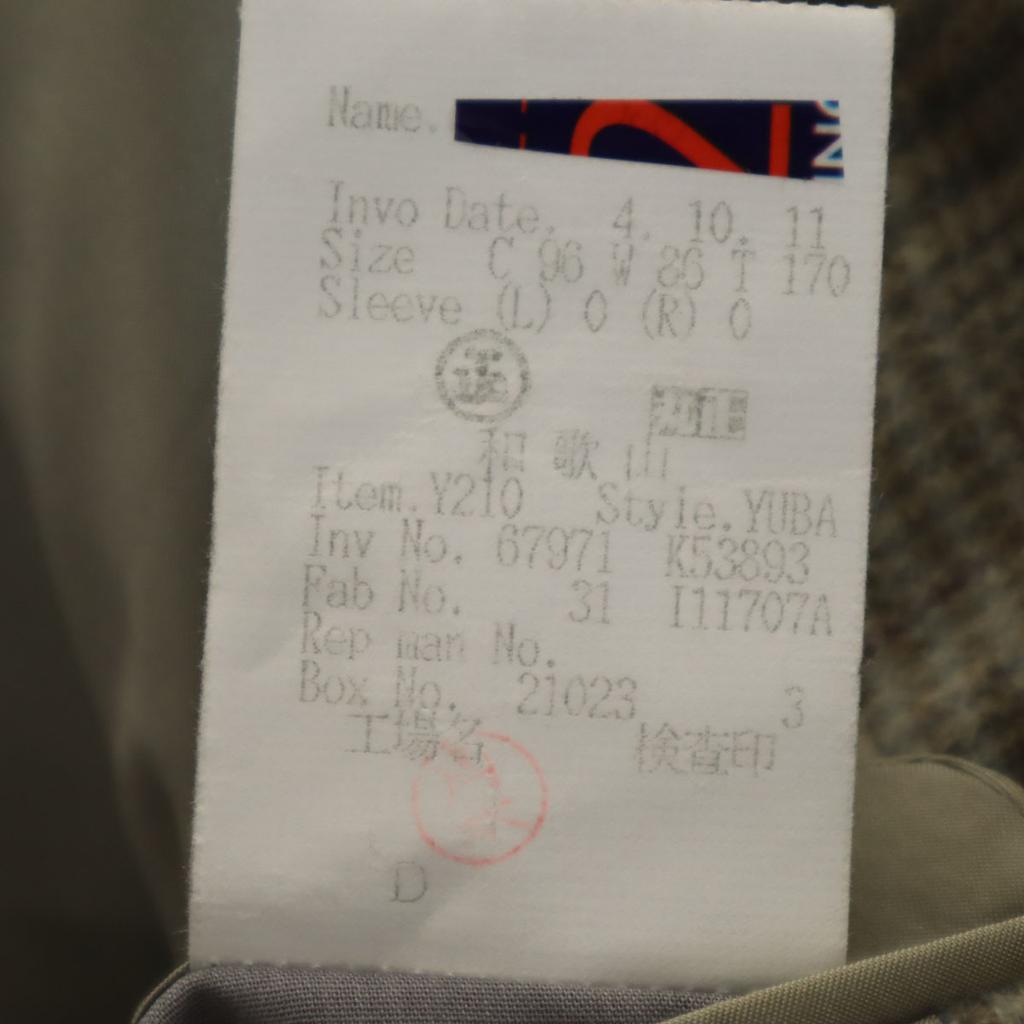 Name.
Invo Date. 4. 10. 11
Size C 96 W 86 T 170
Sleeve (L) 0 (R) 0
和 歌 山
Item.Y210 Style.YUBA
Inv No. 67971 K53893
Fab No. 31 I11707A
Rep man No.
Box No. 21023 3
工場名 検査印
D